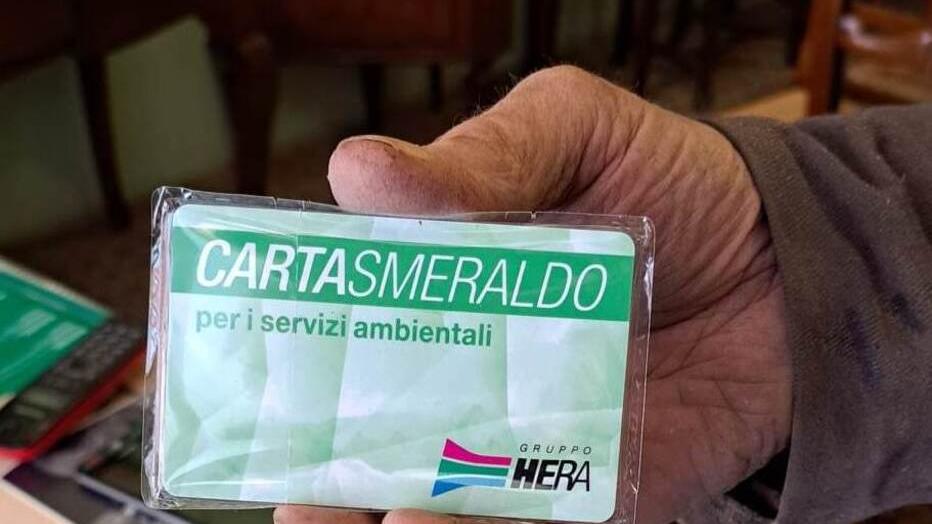 CARTASMERALDO
per i servizi ambientali
GRUPPO
HERA